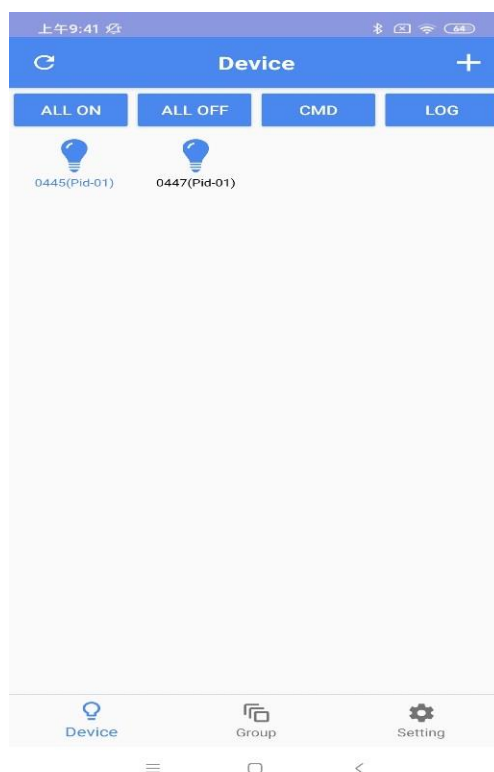 上午9:41 64
Device
ALL ON ALL OFF CMD LOG
0445(Pid-01) 0447(Pid-01)
Device Group Setting